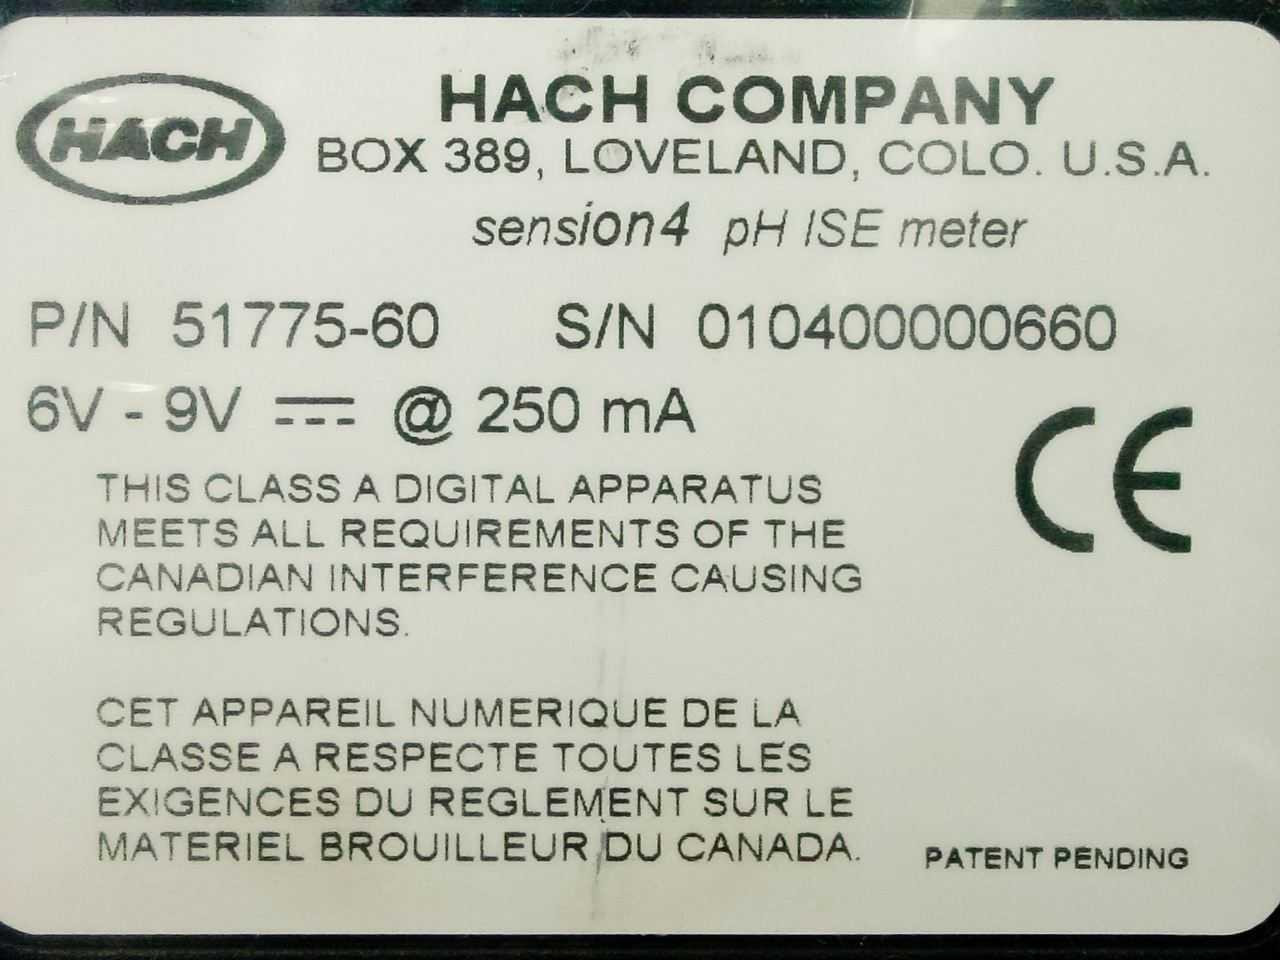 HACH
HACH COMPANY
BOX 389, LOVELAND, COLO. U.S.A.
sension4 pH ISE meter
P/N 51775-60 S/N 010400000660
6V - 9V ⎓ @ 250 mA
CE
THIS CLASS A DIGITAL APPARATUS
MEETS ALL REQUIREMENTS OF THE
CANADIAN INTERFERENCE CAUSING
REGULATIONS.
CET APPAREIL NUMERIQUE DE LA
CLASSE A RESPECTE TOUTES LES
EXIGENCES DU REGLEMENT SUR LE
MATERIEL BROUILLEUR DU CANADA.
PATENT PENDING